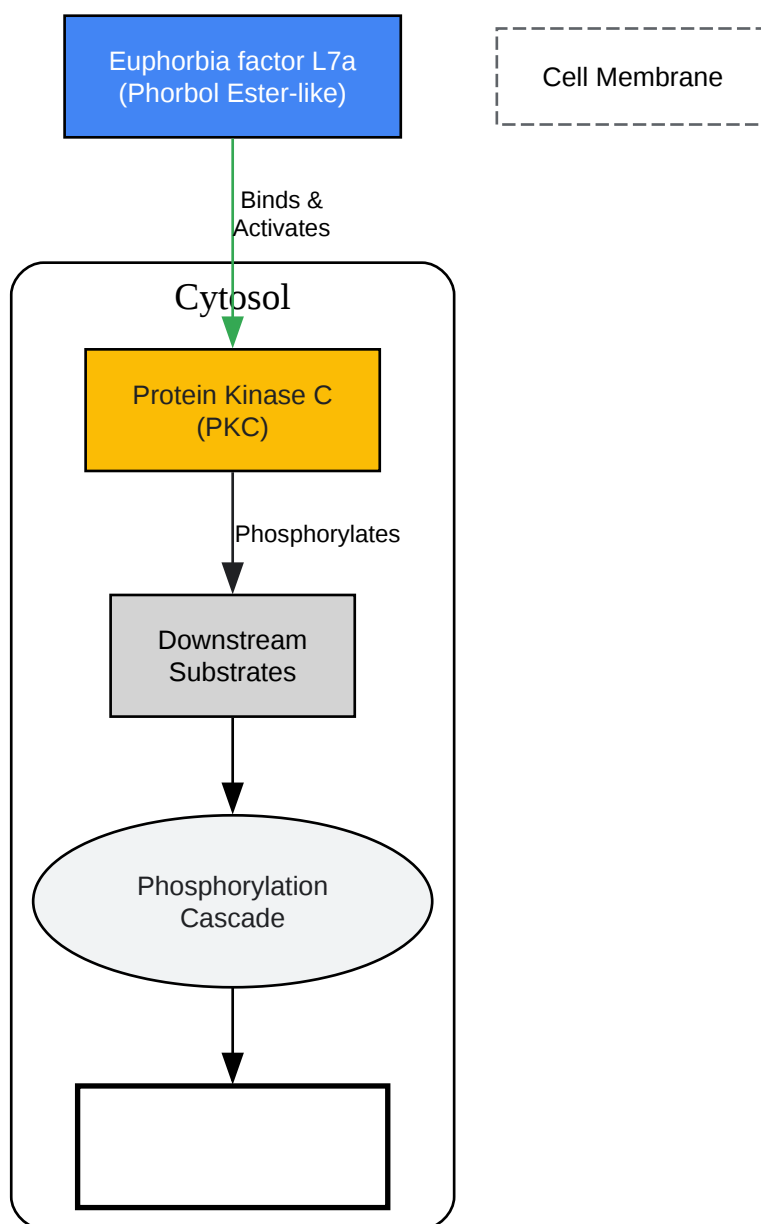 Euphorbia factor L7a
(Phorbol Ester-like)
Cell Membrane
Binds &
Activates
Cytosol
Protein Kinase C
(PKC)
Phosphorylates
Downstream
Substrates
Phosphorylation
Cascade